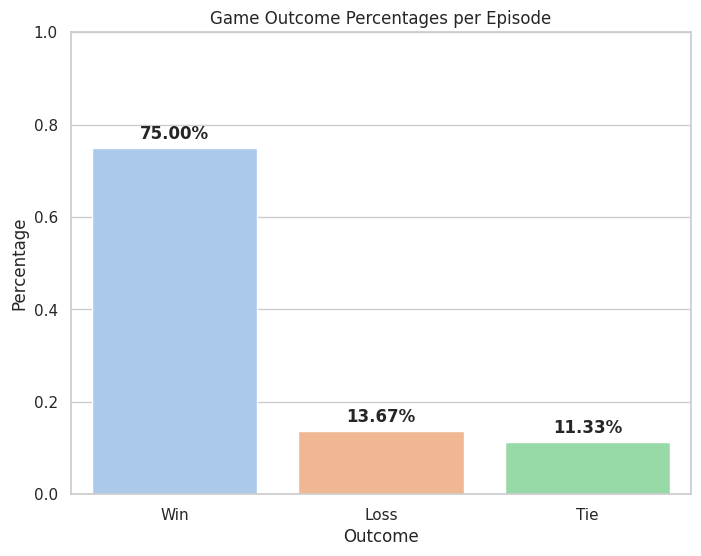 Game Outcome Percentages per Episode
1.0
0.8
0.6
0.4
0.2
0.0
Percentage
75.00%
13.67%
11.33%
Win Loss Tie
Outcome